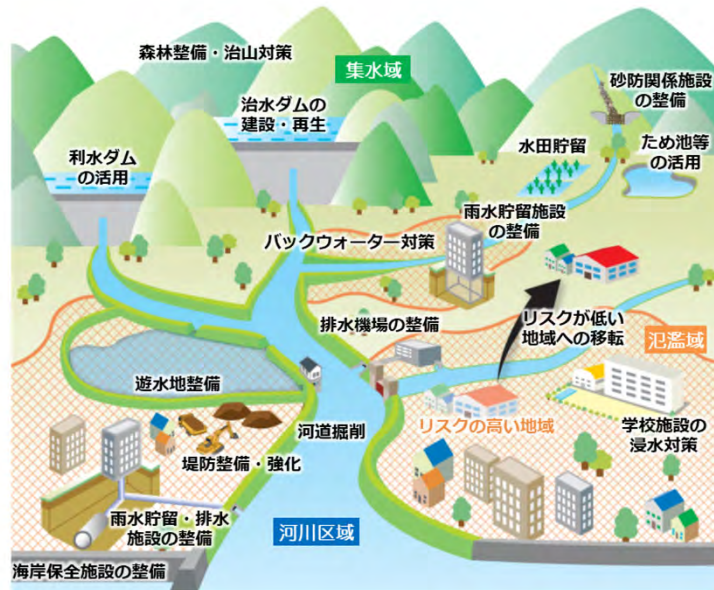 森林整備・治山対策
集水域
砂防関係施設
の整備
治水ダムの
建設・再生
水田貯留
ため池等
の活用
利水ダム
の活用
雨水貯留施設
の整備
バックウォーター対策
排水機場の整備
リスクが低い
地域への移転
氾濫域
遊水地整備
リスクの高い地域
学校施設の
浸水対策
河道掘削
堤防整備・強化
雨水貯留・排水
施設の整備
河川区域
海岸保全施設の整備